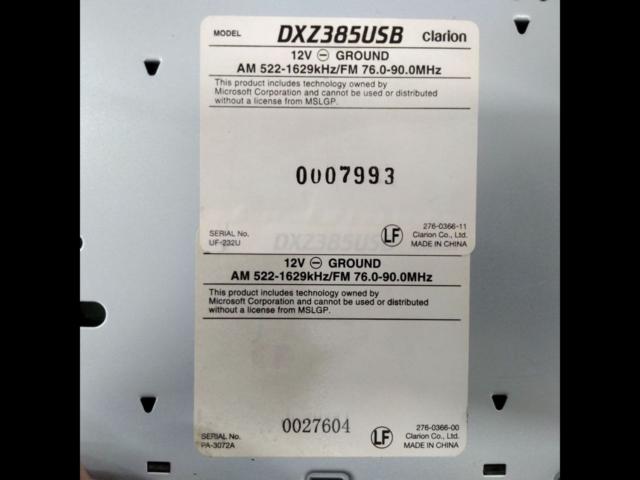 MODEL DXZ385USB Clarion
12V ⊖ GROUND
AM 522-1629kHz/FM 76.0-90.0MHz
This product includes technology owned by
Microsoft Corporation and cannot be used or distributed
without a license from MSLGP.
0007993
276-0366-11
SERIAL No. LF Clarion Co., Ltd.
UF-232U MADE IN CHINA
DXZ385USB
12V ⊖ GROUND
AM 522-1629kHz/FM 76.0-90.0MHz
This product includes technology owned by
Microsoft Corporation and cannot be used or distributed
without a license from MSLGP.
0027604
276-0366-00
SERIAL No. LF Clarion Co., Ltd.
PA-3072A MADE IN CHINA